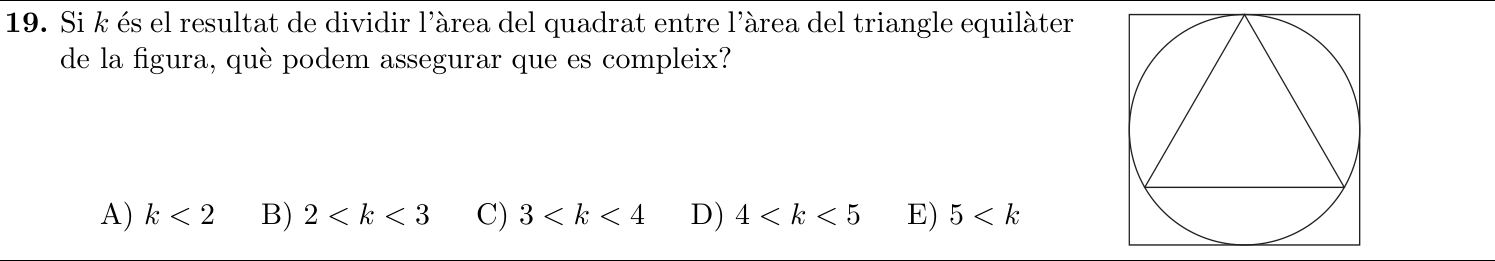 19. Si k és el resultat de dividir l'àrea del quadrat entre l'àrea del triangle equilàter
de la figura, què podem assegurar que es compleix?
A) k < 2 B) 2 < k < 3 C) 3 < k < 4 D) 4 < k < 5 E) 5 < k